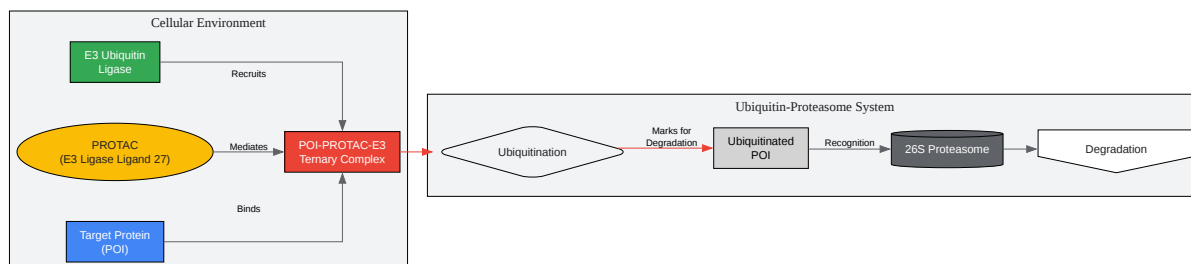 Cellular Environment
E3 Ubiquitin
Ligase
Recruits
PROTAC
(E3 Ligase Ligand 27)
Mediates
POI-PROTAC-E3
Ternary Complex
Binds
Target Protein
(POI)
Ubiquitin-Proteasome System
Ubiquitination
Marks for
Degradation
Ubiquitinated
POI
Recognition
26S Proteasome
Degradation